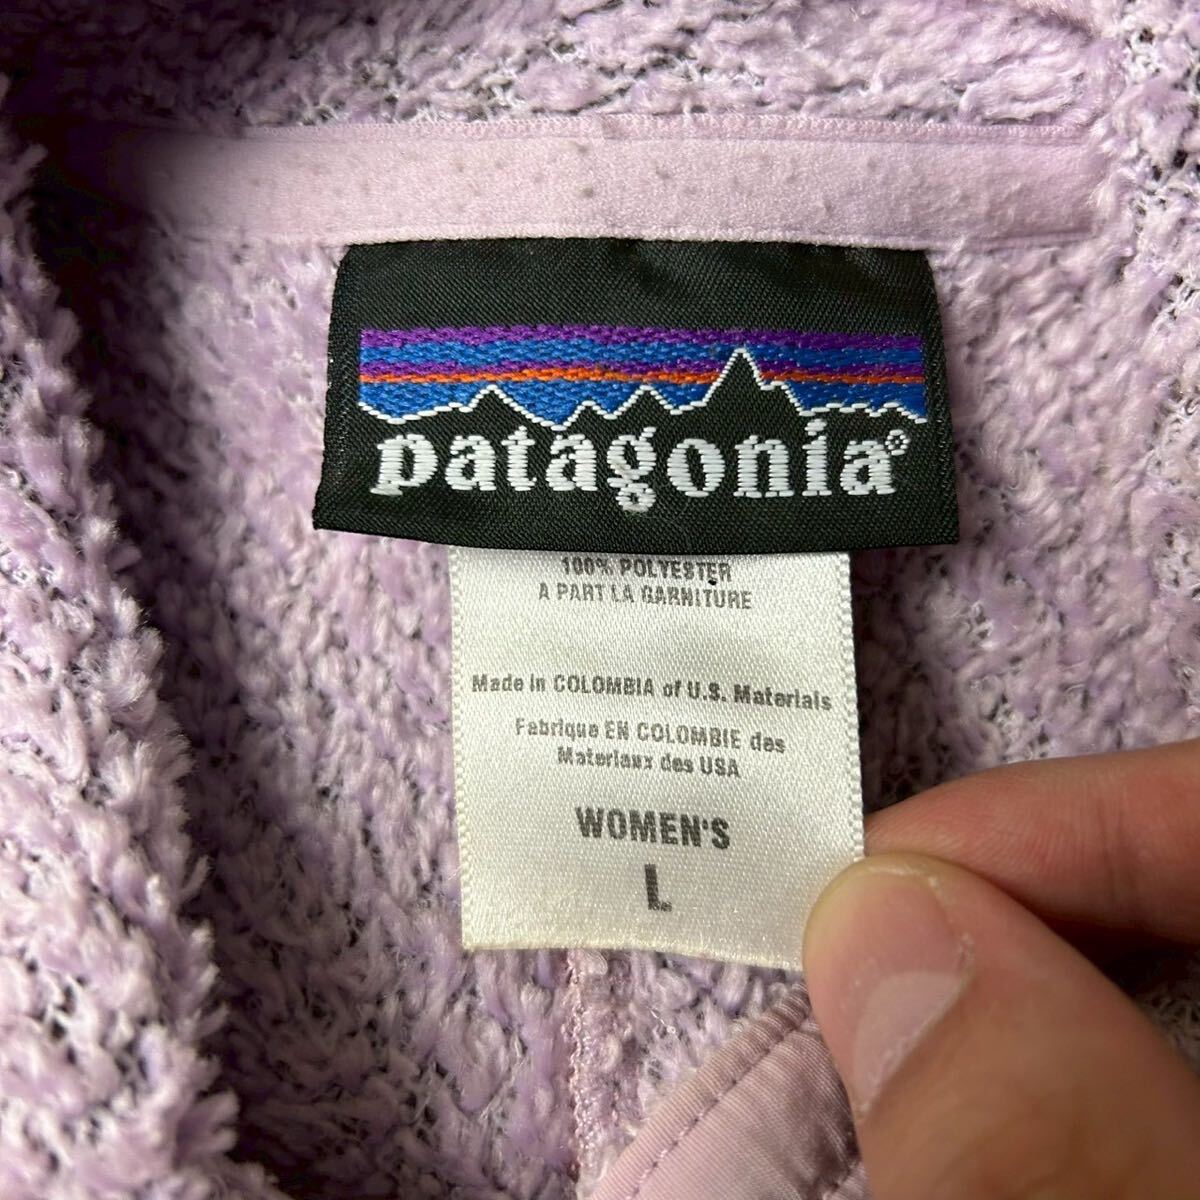 patagonia®
100% POLYESTER
A PART LA GARNITURE
Made in COLOMBIA of U.S. Materials
Fabrique EN COLOMBIE des
Materiaux des USA
WOMEN'S
L